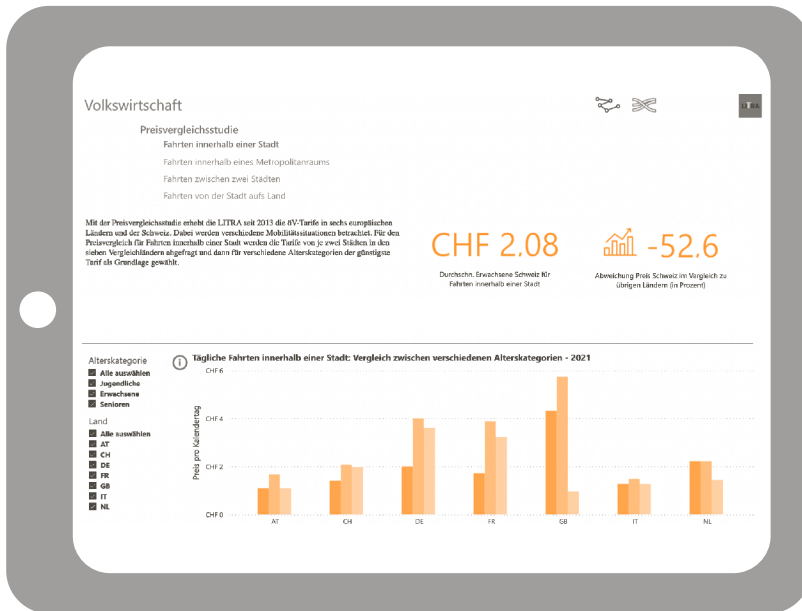 Volkswirtschaft
LITRA
Preisvergleichsstudie
Fahrten innerhalb einer Stadt
Fahrten innerhalb eines Metropolitanraums
Fahrten zwischen zwei Städten
Fahrten von der Stadt aufs Land
Mit der Preisvergleichsstudie erhebt die LITRA seit 2013 die öV-Tarife in sechs europäischen
Ländern und der Schweiz. Dabei werden verschiedene Mobilitätssituationen betrachtet. Für den
Preisvergleich für Fahrten innerhalb einer Stadt werden die Tarife von je zwei Städten in den
sieben Vergleichländern abgefragt und dann für verschiedene Alterskategorien der günstigste
Tarif als Grundlage gewählt.
CHF 2.08
Durchschn. Erwachsene Schweiz für
Fahrten innerhalb einer Stadt
-52.6
Abweichung Preis Schweiz im Vergleich zu
übrigen Ländern (in Prozent)
Alterskategorie
Alle auswählen
Jugendliche
Erwachsene
Senioren
Land
Alle auswählen
AT
CH
DE
FR
GB
IT
NL
Tägliche Fahrten innerhalb einer Stadt: Vergleich zwischen verschiedenen Alterskategorien - 2021
Preis pro Kalendertag
CHF 6
CHF 4
CHF 2
CHF 0
AT CH DE FR GB IT NL